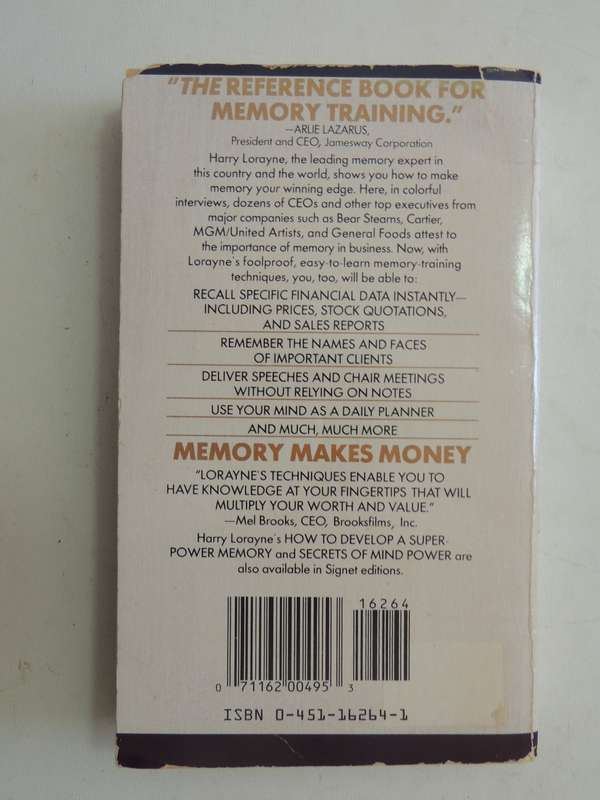 "THE REFERENCE BOOK FOR
MEMORY TRAINING."
—ARLIE LAZARUS,
President and CEO, Jamesway Corporation
Harry Lorayne, the leading memory expert in
this country and the world, shows you how to make
memory your winning edge. Here, in colorful
interviews, dozens of CEOs and other top executives from
major companies such as Bear Stearns, Cartier,
MGM/United Artists, and General Foods attest to
the importance of memory in business. Now, with
Lorayne's foolproof, easy-to-learn memory-training
techniques, you, too, will be able to:
RECALL SPECIFIC FINANCIAL DATA INSTANTLY—
INCLUDING PRICES, STOCK QUOTATIONS,
AND SALES REPORTS
REMEMBER THE NAMES AND FACES
OF IMPORTANT CLIENTS
DELIVER SPEECHES AND CHAIR MEETINGS
WITHOUT RELYING ON NOTES
USE YOUR MIND AS A DAILY PLANNER
AND MUCH, MUCH MORE
MEMORY MAKES MONEY
"LORAYNE'S TECHNIQUES ENABLE YOU TO
HAVE KNOWLEDGE AT YOUR FINGERTIPS THAT WILL
MULTIPLY YOUR WORTH AND VALUE."
—Mel Brooks, CEO, Brooksfilms, Inc.
Harry Lorayne's HOW TO DEVELOP A SUPER-
POWER MEMORY and SECRETS OF MIND POWER are
also available in Signet editions.
16264
0 71162 00495 3
ISBN 0-451-16264-1